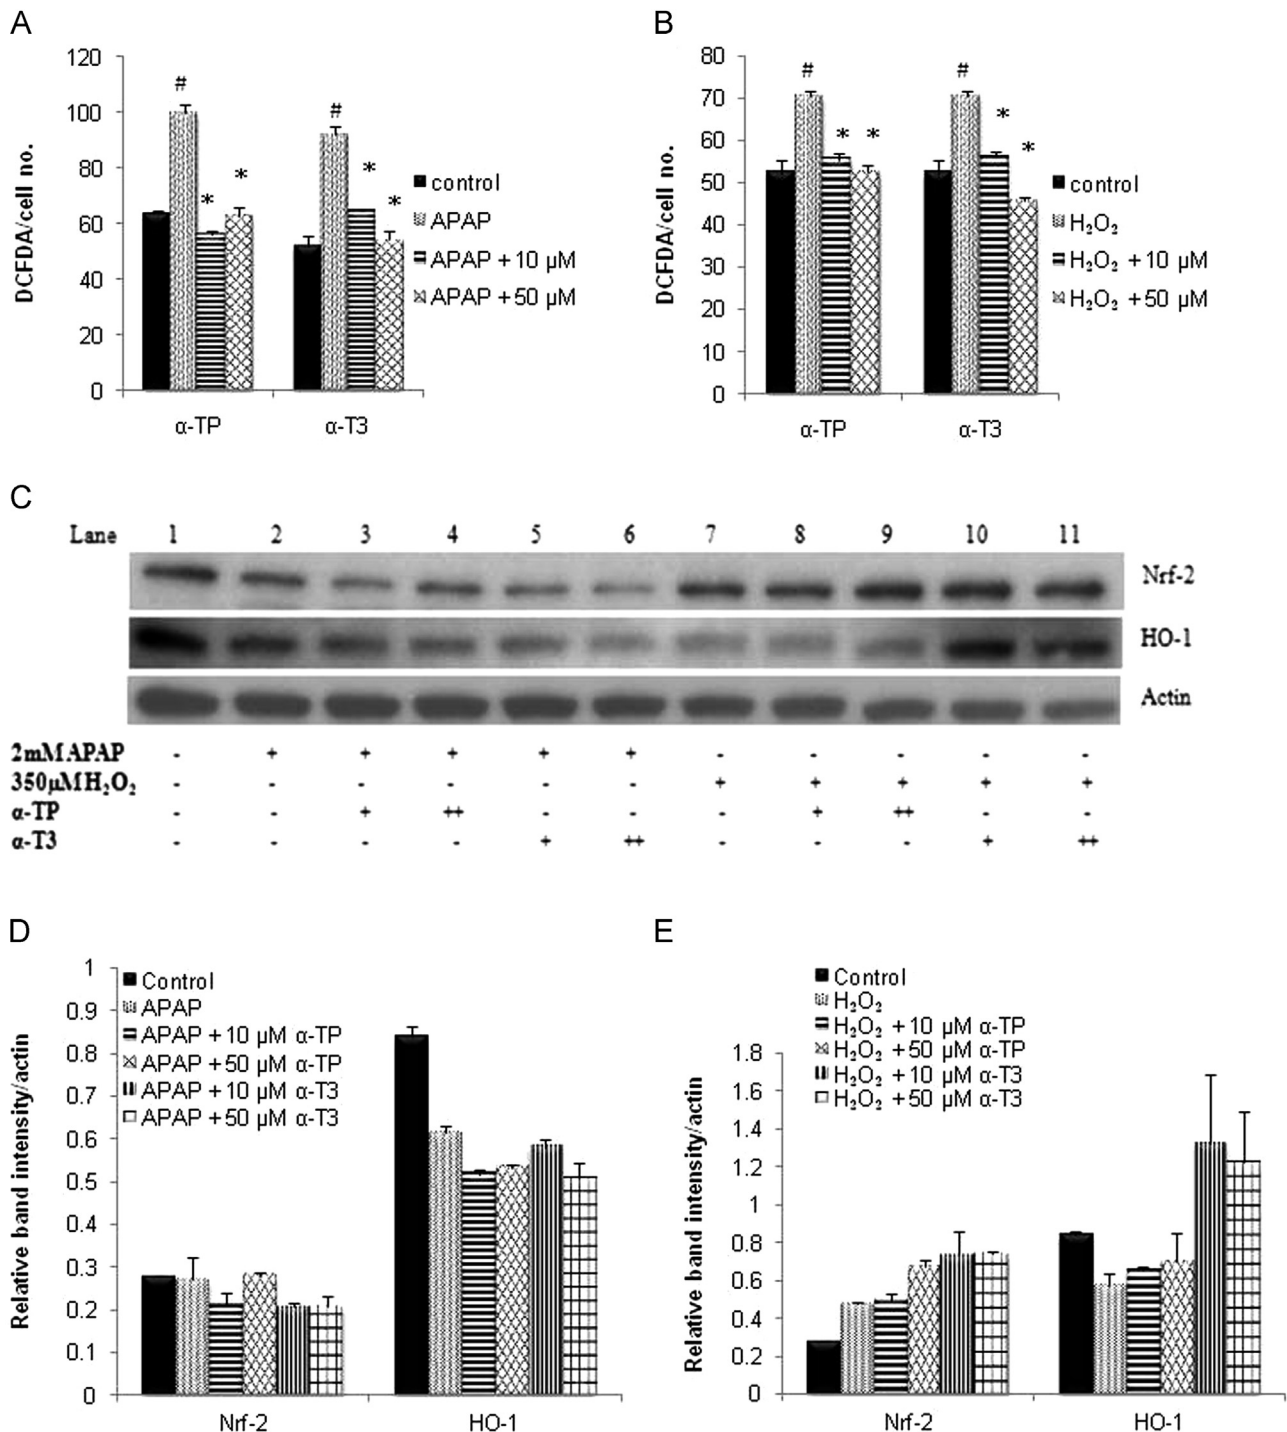 A
120
100
80
60
40
20
0
DCFDA/cell no.
#
*
*
#
*
*
α-TP
α-T3
control
APAP
APAP +10 µM
APAP +50 µM
B
80
70
60
50
40
30
20
10
0
DCFDA/cell no.
#
*
*
#
*
*
α-TP
α-T3
control
H₂O₂
H₂O₂ +10 µM
H₂O₂ +50 µM
C
Lane 1 2 3 4 5 6 7 8 9 10 11
Nrf-2
HO-1
Actin
2mMAPAP - + + + + + - - - - -
350µMH₂O₂ - - - - - - + + + + +
α-TP - - + ++ - - - + ++ - -
α-T3 - - - - + ++ - - - + ++
D
1
0.9
0.8
0.7
0.6
0.5
0.4
0.3
0.2
0.1
0
Relative band intensity/actin
Control
APAP
APAP +10 µM α-TP
APAP +50 µM α-TP
APAP +10 µM α-T3
APAP +50 µM α-T3
Nrf-2
HO-1
E
Control
H₂O₂
H₂O₂ +10 µM α-TP
H₂O₂ +50 µM α-TP
H₂O₂ +10 µM α-T3
H₂O₂ +50 µM α-T3
1.8
1.6
1.4
1.2
1
0.8
0.6
0.4
0.2
0
Relative band intensity/actin
Nrf-2
HO-1